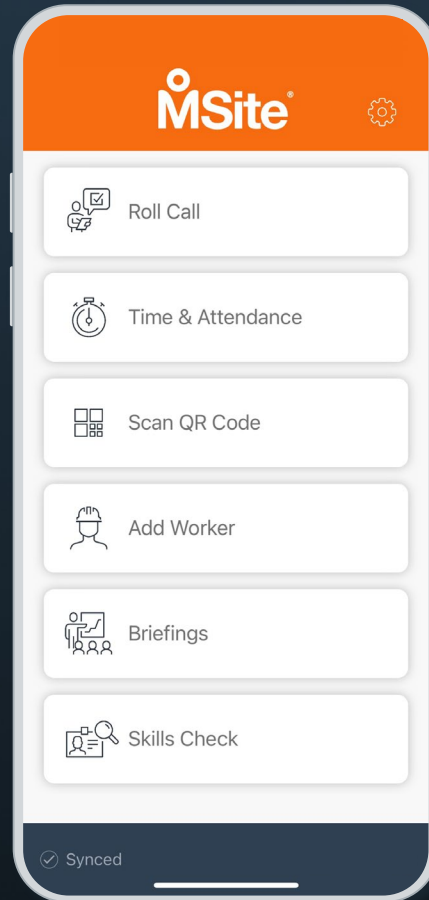 MSite®
Roll Call
Time & Attendance
Scan QR Code
Add Worker
Briefings
Skills Check
Synced